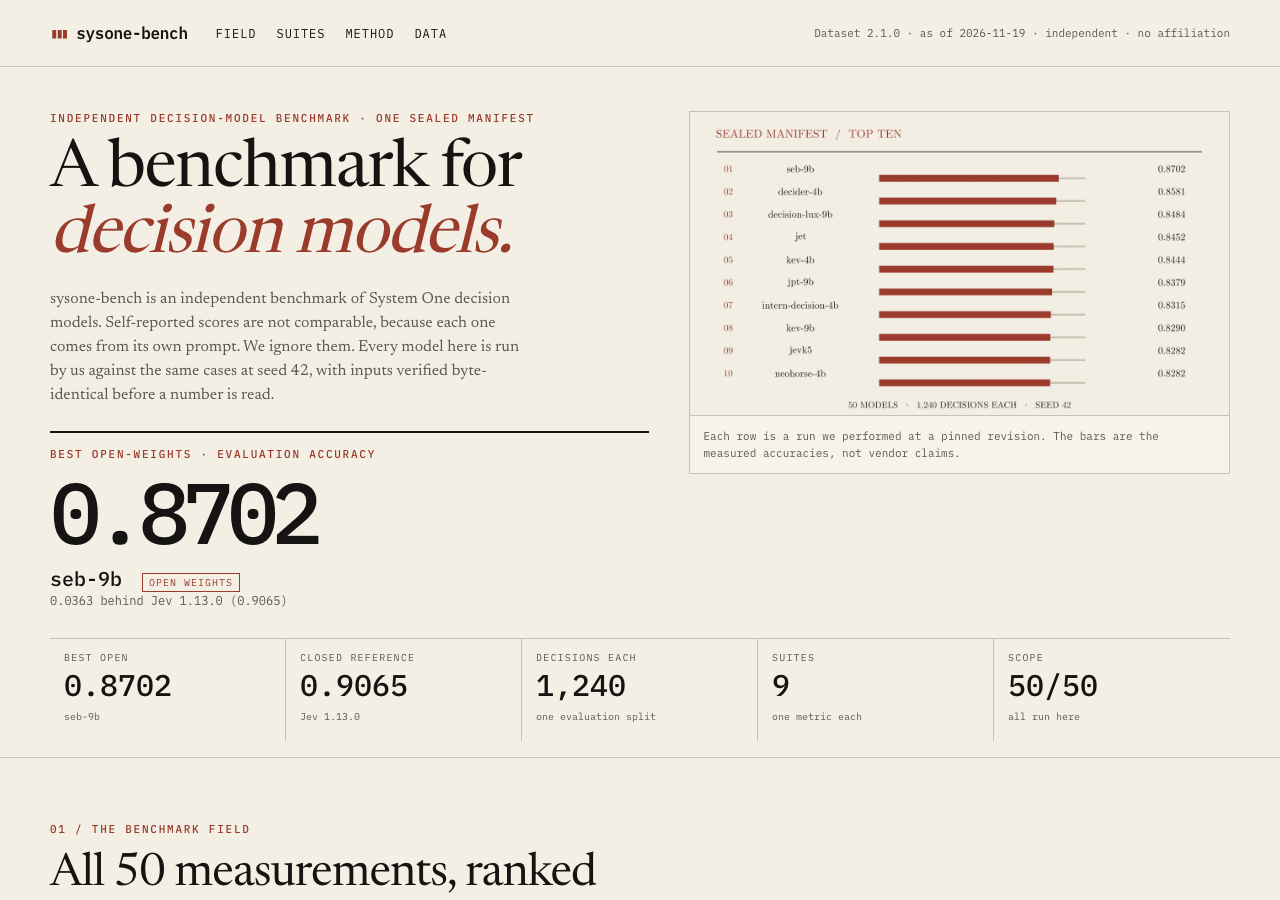 sysone-bench
FIELD SUITES METHOD DATA
Dataset 2.1.0 · as of 2026-11-19 · independent · no affiliation
INDEPENDENT DECISION-MODEL BENCHMARK · ONE SEALED MANIFEST
A benchmark for
decision models.
sysone-bench is an independent benchmark of System One decision
models. Self-reported scores are not comparable, because each one
comes from its own prompt. We ignore them. Every model here is run
by us against the same cases at seed 42, with inputs verified byte-
identical before a number is read.
BEST OPEN-WEIGHTS · EVALUATION ACCURACY
0.8702
seb-9b OPEN WEIGHTS
0.0363 behind Jev 1.13.0 (0.9065)
SEALED MANIFEST / TOP TEN
01 seb-9b 0.8702
02 decider-4b 0.8581
03 decision-lux-9b 0.8484
04 jet 0.8452
05 kev-4b 0.8444
06 jpt-9b 0.8379
07 intern-decision-4b 0.8315
08 kev-9b 0.8290
09 jevk5 0.8282
10 neohorse-4b 0.8282
50 MODELS · 1,240 DECISIONS EACH · SEED 42
Each row is a run we performed at a pinned revision. The bars are the
measured accuracies, not vendor claims.
BEST OPEN
0.8702
seb-9b
CLOSED REFERENCE
0.9065
Jev 1.13.0
DECISIONS EACH
1,240
one evaluation split
SUITES
9
one metric each
SCOPE
50/50
all run here
01 / THE BENCHMARK FIELD
All 50 measurements, ranked